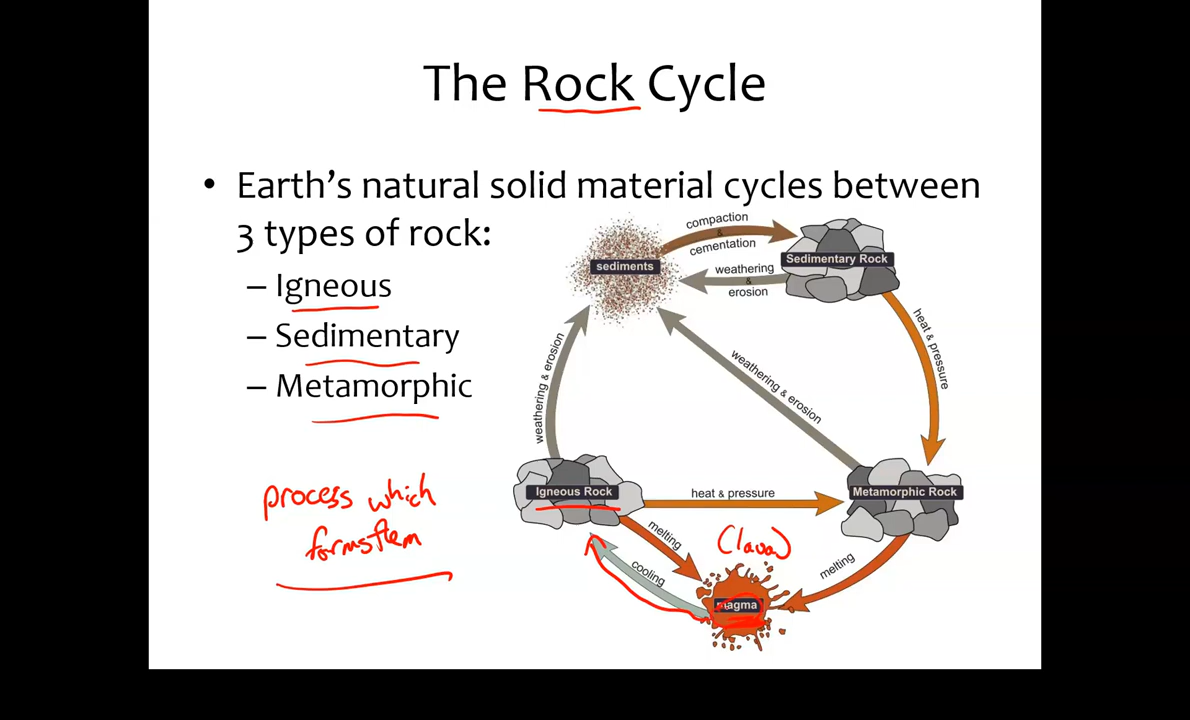 The Rock Cycle
• Earth's natural solid material cycles between
3 types of rock:
– Igneous
– Sedimentary
– Metamorphic
process which
forms them
compaction
&
cementation
weathering
&
erosion
sediments
Sedimentary Rock
heat & pressure
weathering & erosion
weathering & erosion
Igneous Rock
heat & pressure
Metamorphic Rock
melting
(lava)
melting
cooling
magma